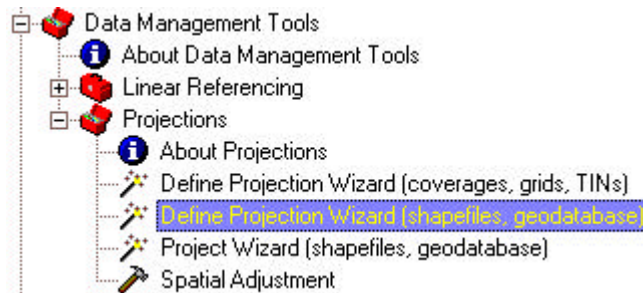 Data Management Tools
About Data Management Tools
Linear Referencing
Projections
About Projections
Define Projection Wizard (coverages, grids, TINs)
Define Projection Wizard (shapefiles, geodatabase)
Project Wizard (shapefiles, geodatabase)
Spatial Adjustment